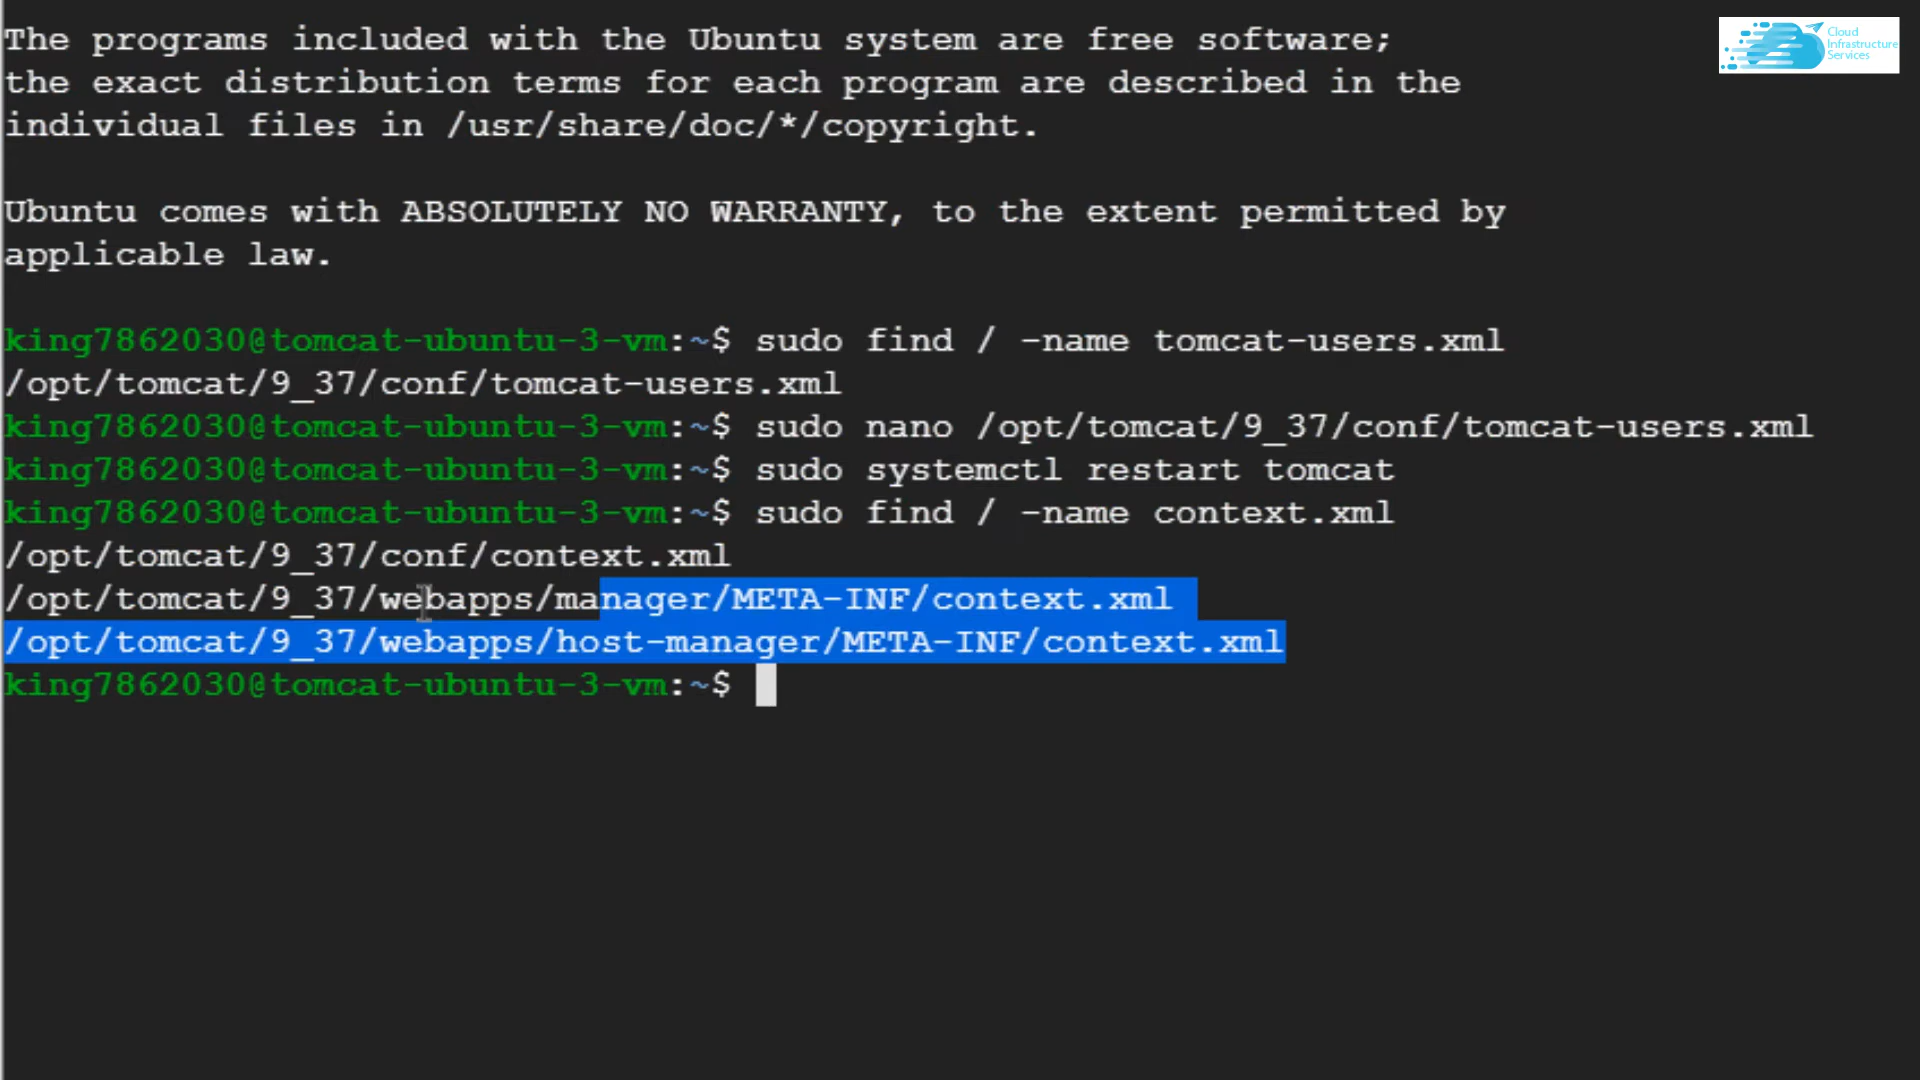 The programs included with the Ubuntu system are free software;
the exact distribution terms for each program are described in the
individual files in /usr/share/doc/*/copyright.
Ubuntu comes with ABSOLUTELY NO WARRANTY, to the extent permitted by
applicable law.
king7862030@tomcat-ubuntu-3-vm:~$ sudo find / -name tomcat-users.xml
/opt/tomcat/9_37/conf/tomcat-users.xml
king7862030@tomcat-ubuntu-3-vm:~$ sudo nano /opt/tomcat/9_37/conf/tomcat-users.xml
king7862030@tomcat-ubuntu-3-vm:~$ sudo systemctl restart tomcat
king7862030@tomcat-ubuntu-3-vm:~$ sudo find / -name context.xml
/opt/tomcat/9_37/conf/context.xml
/opt/tomcat/9_37/webapps/manager/META-INF/context.xml
/opt/tomcat/9_37/webapps/host-manager/META-INF/context.xml
king7862030@tomcat-ubuntu-3-vm:~$
Cloud
Infrastructure
Services